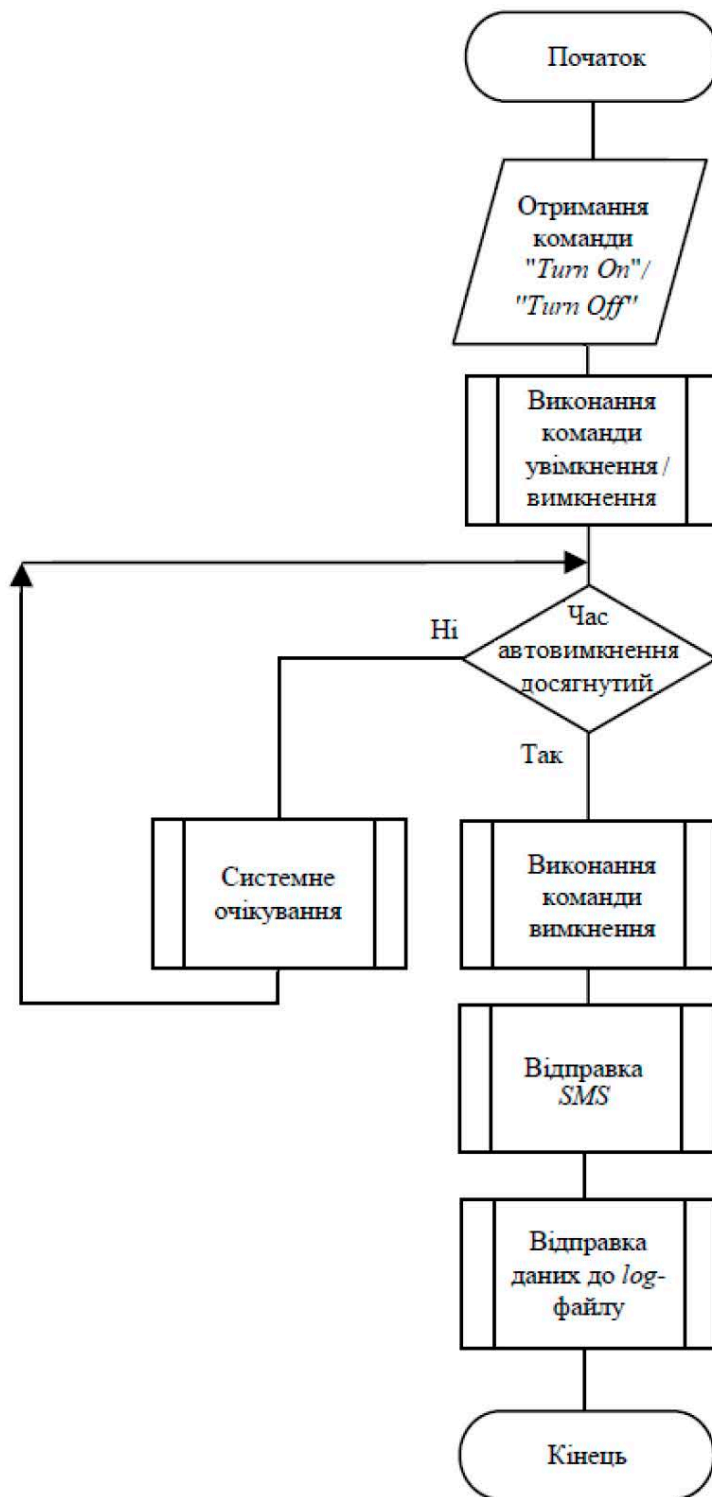 Початок
Отримання
команди
"Turn On"/
"Turn Off"
Виконання
команди
увімкнення /
вимкнення
Час
автовимкнення
досягнутий
Ні
Так
Системне
очікування
Виконання
команди
вимкнення
Відправка
SMS
Відправка
даних до log-
файлу
Кінець